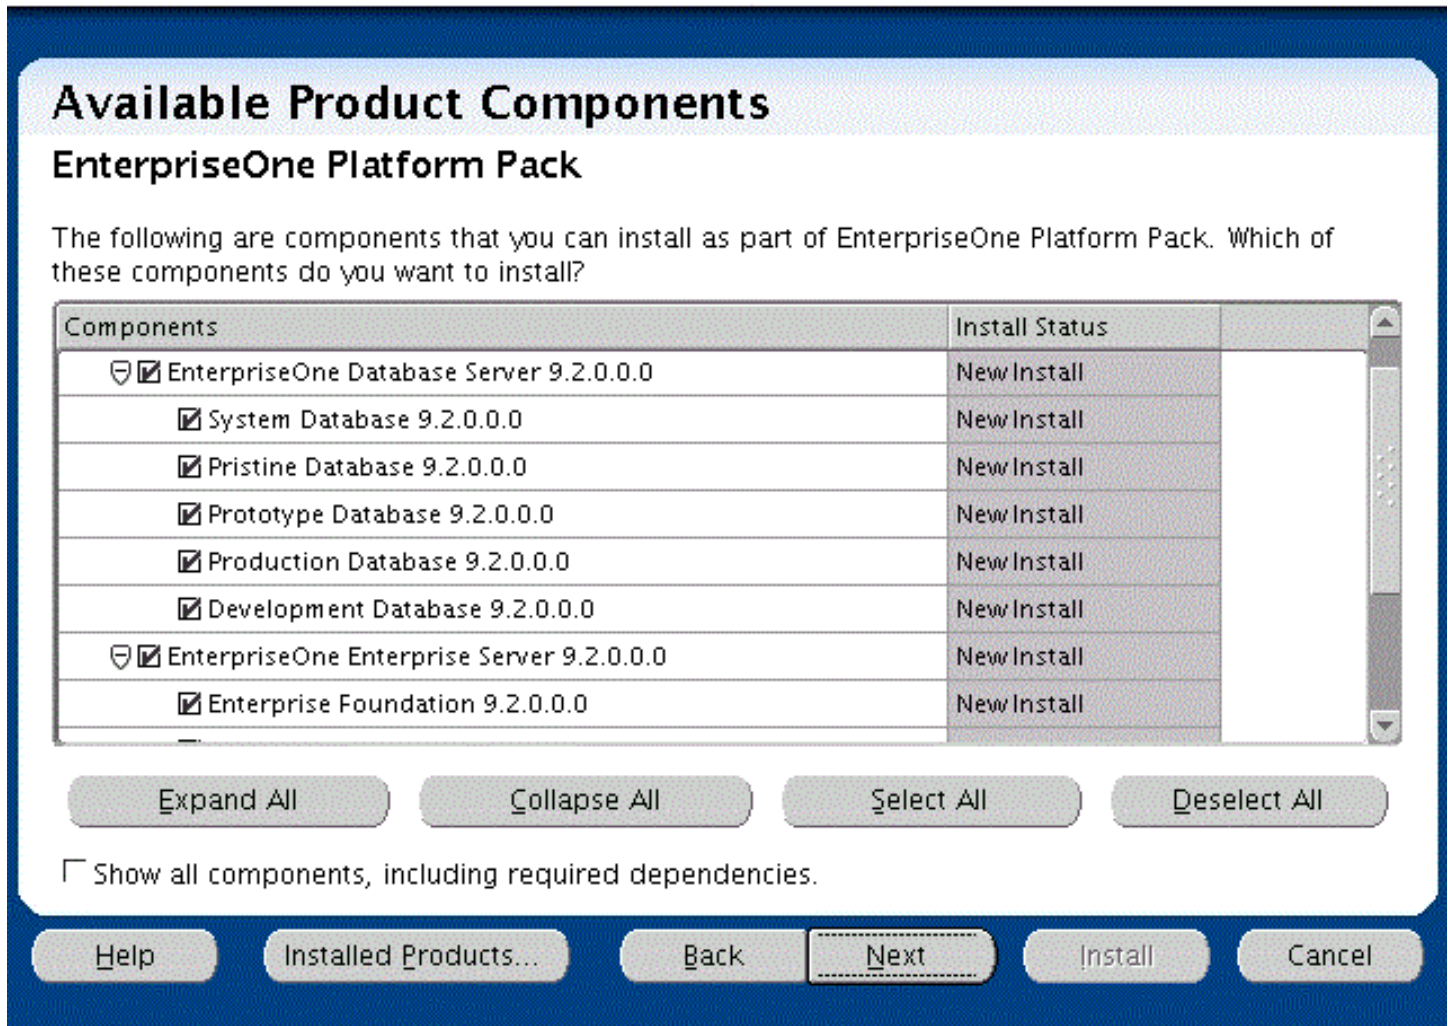 Available Product Components
EnterpriseOne Platform Pack
The following are components that you can install as part of EnterpriseOne Platform Pack. Which of
these components do you want to install?
Components Install Status
EnterpriseOne Database Server 9.2.0.0.0 New Install
System Database 9.2.0.0.0 New Install
Pristine Database 9.2.0.0.0 New Install
Prototype Database 9.2.0.0.0 New Install
Production Database 9.2.0.0.0 New Install
Development Database 9.2.0.0.0 New Install
EnterpriseOne Enterprise Server 9.2.0.0.0 New Install
Enterprise Foundation 9.2.0.0.0 New Install
Expand All Collapse All Select All Deselect All
Show all components, including required dependencies.
Help Installed Products... Back Next Install Cancel